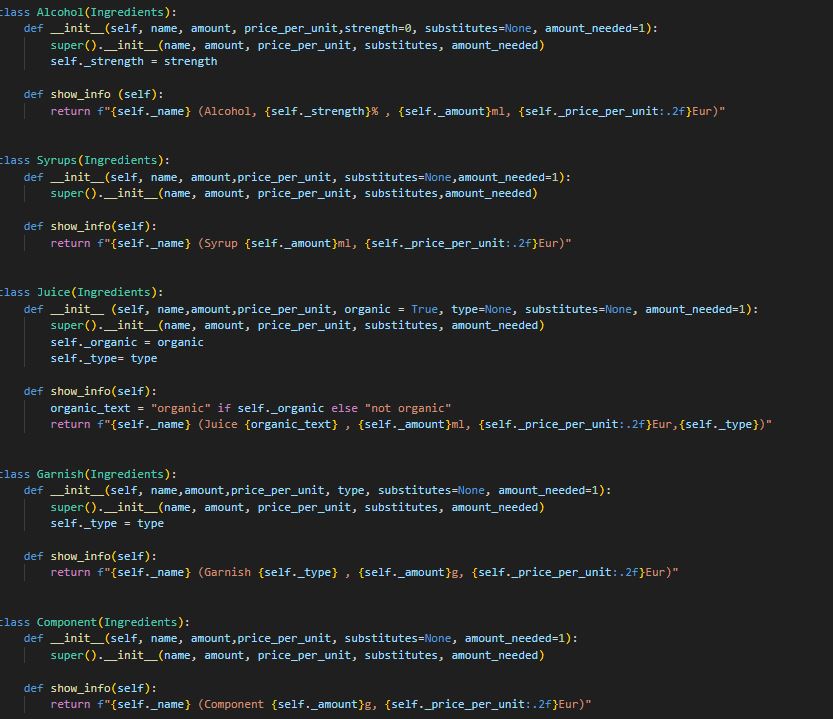 class Alcohol(Ingredients):
    def __init__(self, name, amount, price_per_unit,strength=0, substitutes=None, amount_needed=1):
        super().__init__(name, amount, price_per_unit, substitutes, amount_needed)
        self._strength = strength

    def show_info (self):
        return f"{self._name} (Alcohol, {self._strength}% , {self._amount}ml, {self._price_per_unit:.2f}Eur)"

class Syrups(Ingredients):
    def __init__(self, name, amount,price_per_unit, substitutes=None,amount_needed=1):
        super().__init__(name, amount, price_per_unit, substitutes,amount_needed)

    def show_info(self):
        return f"{self._name} (Syrup {self._amount}ml, {self._price_per_unit:.2f}Eur)"

class Juice(Ingredients):
    def __init__ (self, name,amount,price_per_unit, organic = True, type=None, substitutes=None, amount_needed=1):
        super().__init__(name, amount, price_per_unit, substitutes, amount_needed)
        self._organic = organic
        self._type= type

    def show_info(self):
        organic_text = "organic" if self._organic else "not organic"
        return f"{self._name} (Juice {organic_text} , {self._amount}ml, {self._price_per_unit:.2f}Eur,{self._type})"

class Garnish(Ingredients):
    def __init__(self, name,amount,price_per_unit, type, substitutes=None, amount_needed=1):
        super().__init__(name, amount, price_per_unit, substitutes, amount_needed)
        self._type = type

    def show_info(self):
        return f"{self._name} (Garnish {self._type} , {self._amount}g, {self._price_per_unit:.2f}Eur)"

class Component(Ingredients):
    def __init__(self, name, amount,price_per_unit, substitutes=None, amount_needed=1):
        super().__init__(name, amount, price_per_unit, substitutes, amount_needed)

    def show_info(self):
        return f"{self._name} (Component {self._amount}g, {self._price_per_unit:.2f}Eur)"